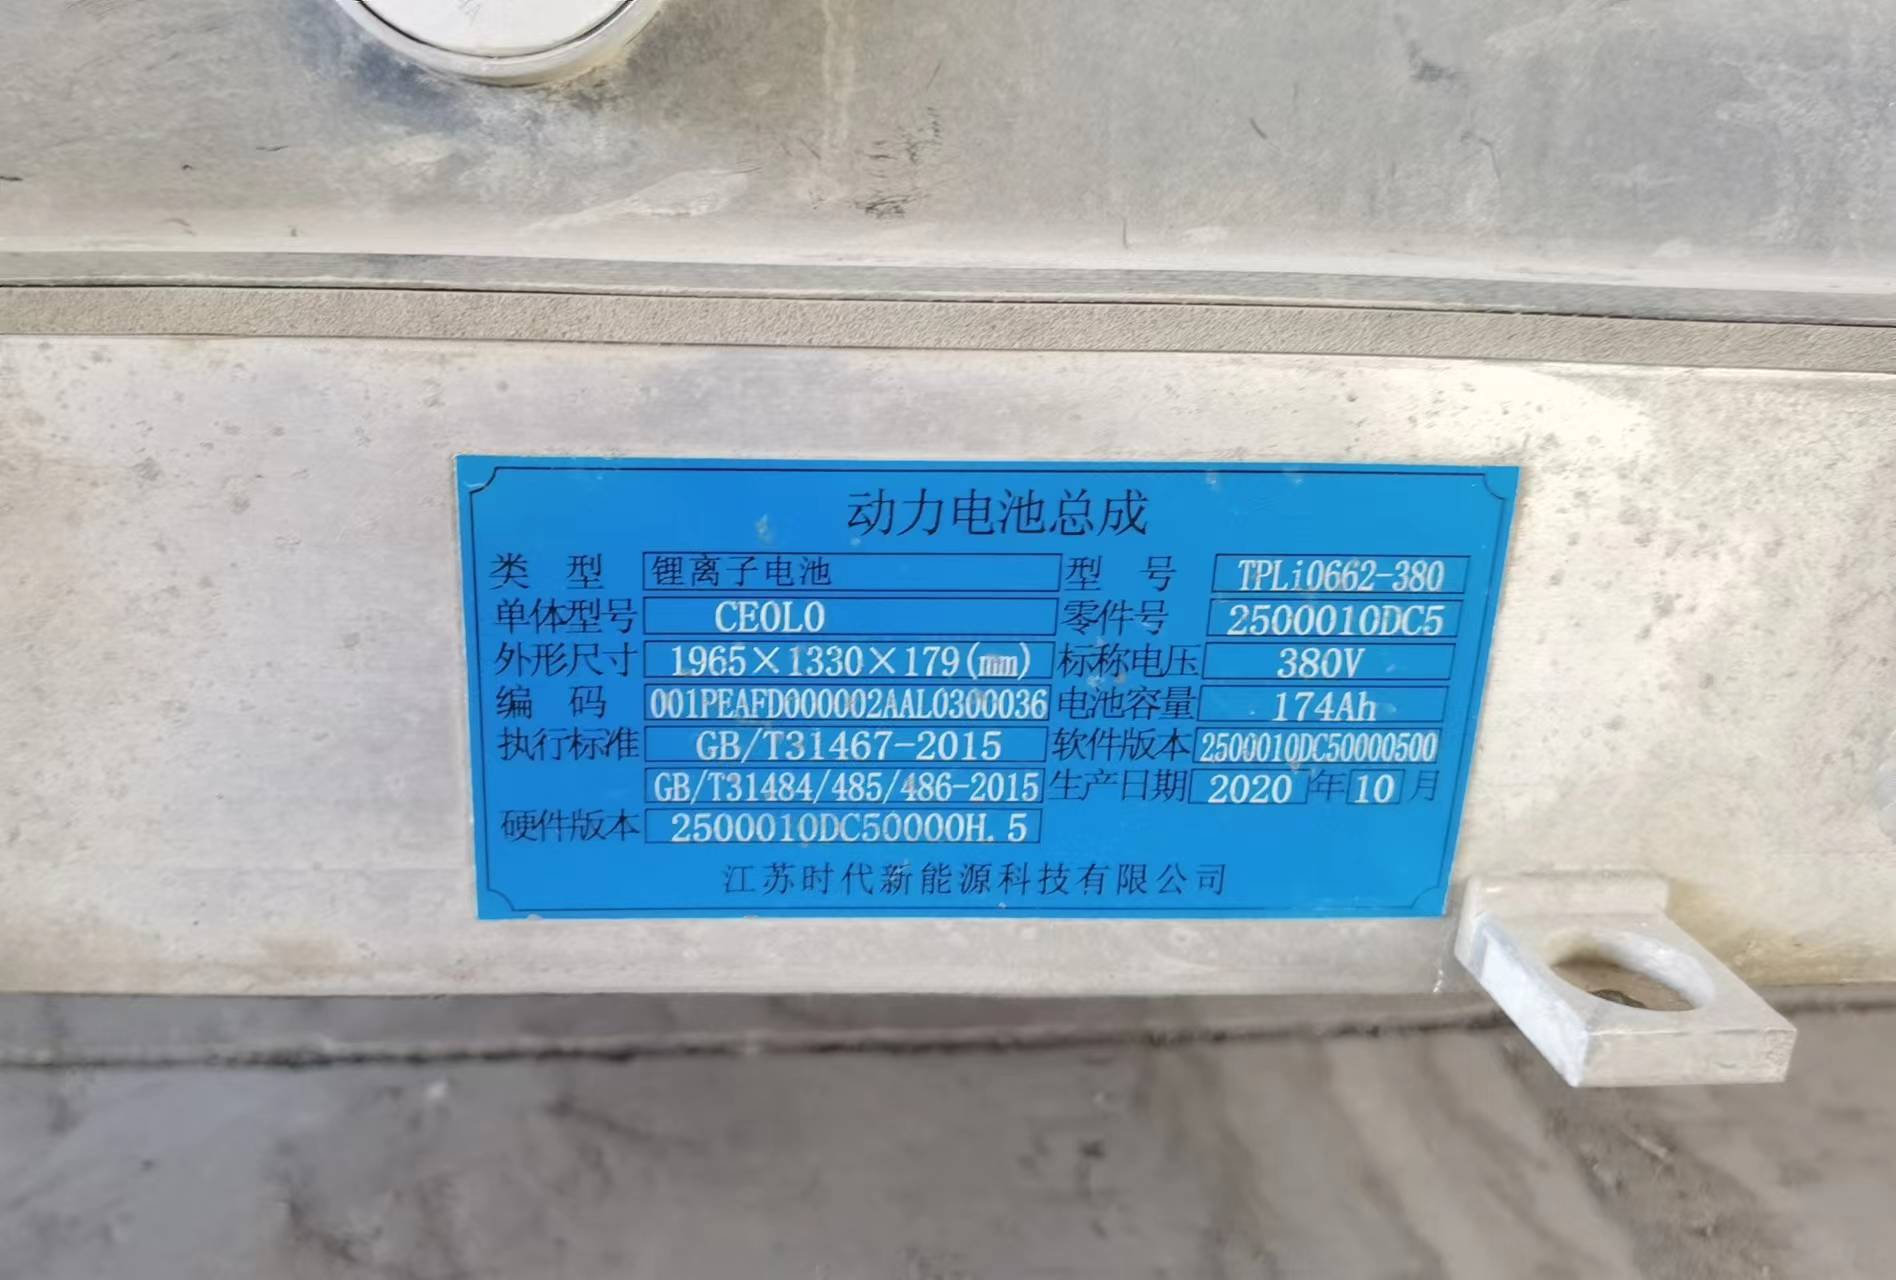 动力电池总成
类 型 锂离子电池 型 号 TPLi0662-380
单体型号 CE0L0 零件号 2500010DC5
外形尺寸 1965×1330×179(mm) 标称电压 380V
编 码 001PEAFD000002AAL0300036 电池容量 174Ah
执行标准 GB/T31467-2015 软件版本 2500010DC50000500
GB/T31484/485/486-2015 生产日期 2020 年 10 月
硬件版本 2500010DC50000H.5
江苏时代新能源科技有限公司